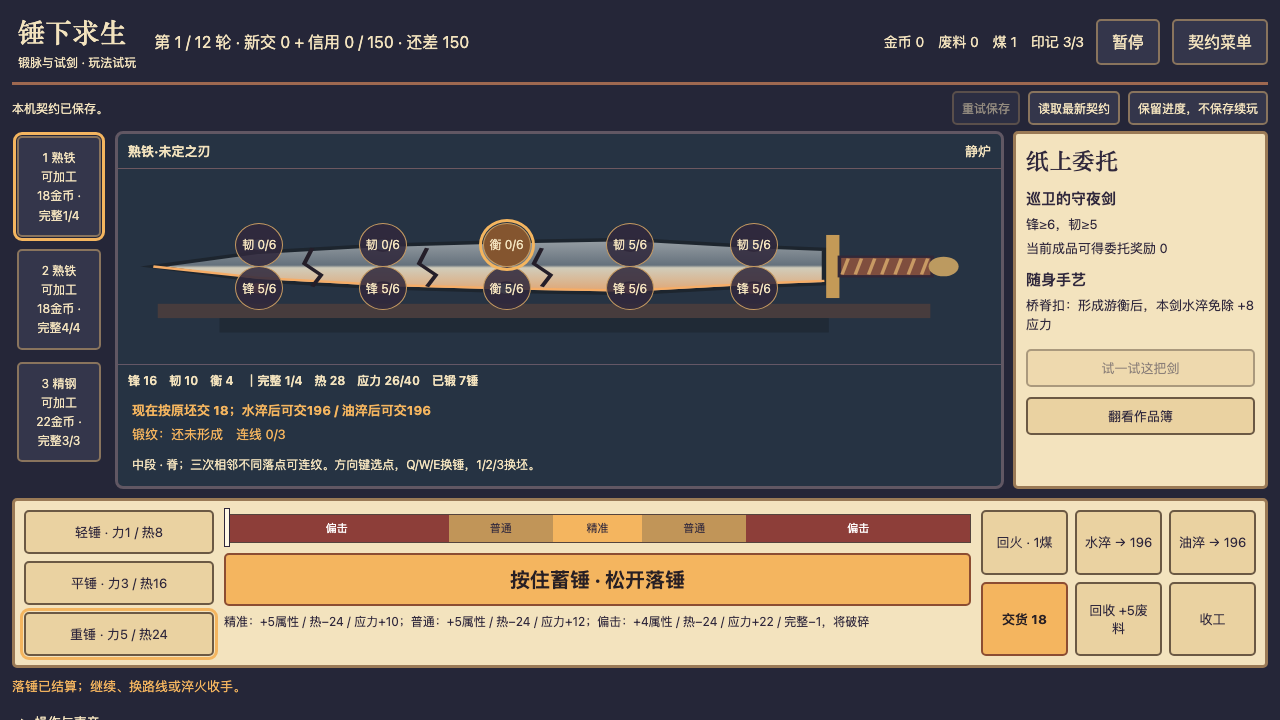 锤下求生
锻脉与试剑 · 玩法试玩
第 1 / 12 轮 · 新交 0 + 信用 0 / 150 · 还差 150
金币 0 废料 0 煤 1 印记 3/3
暂停
契约菜单
本机契约已保存。
重试保存
读取最新契约
保留进度，不保存续玩
1 熟铁
可加工
18金币 ·
完整1/4
2 熟铁
可加工
18金币 ·
完整4/4
3 精钢
可加工
22金币 ·
完整3/3
熟铁·未定之刃
静炉
韧 0/6
韧 0/6
衡 0/6
韧 5/6
韧 5/6
锋 5/6
锋 5/6
衡 5/6
锋 5/6
锋 5/6
锋 16 韧 10 衡 4 ｜完整 1/4 热 28 应力 26/40 已锻 7锤
现在按原坯交 18；水淬后可交196 / 油淬后可交196
锻纹：还未形成 连线 0/3
中段 · 脊；三次相邻不同落点可连纹。方向键选点，Q/W/E换锤，1/2/3换坯。
纸上委托
巡卫的守夜剑
锋≥6，韧≥5
当前成品可得委托奖励 0
随身手艺
桥脊扣：形成游衡后，本剑水淬免除 +8
应力
试一试这把剑
翻看作品簿
轻锤 · 力1 / 热8
平锤 · 力3 / 热16
重锤 · 力5 / 热24
偏击
普通
精准
普通
偏击
按住蓄锤 · 松开落锤
精准：+5属性 / 热−24 / 应力+10；普通：+5属性 / 热−24 / 应力+12；偏击：+4属性 / 热−24 / 应力+22 / 完整−1，将破碎
回火 · 1煤
水淬 → 196
油淬 → 196
交货 18
回收 +5废
料
收工
落锤已结算；继续、换路线或淬火收手。